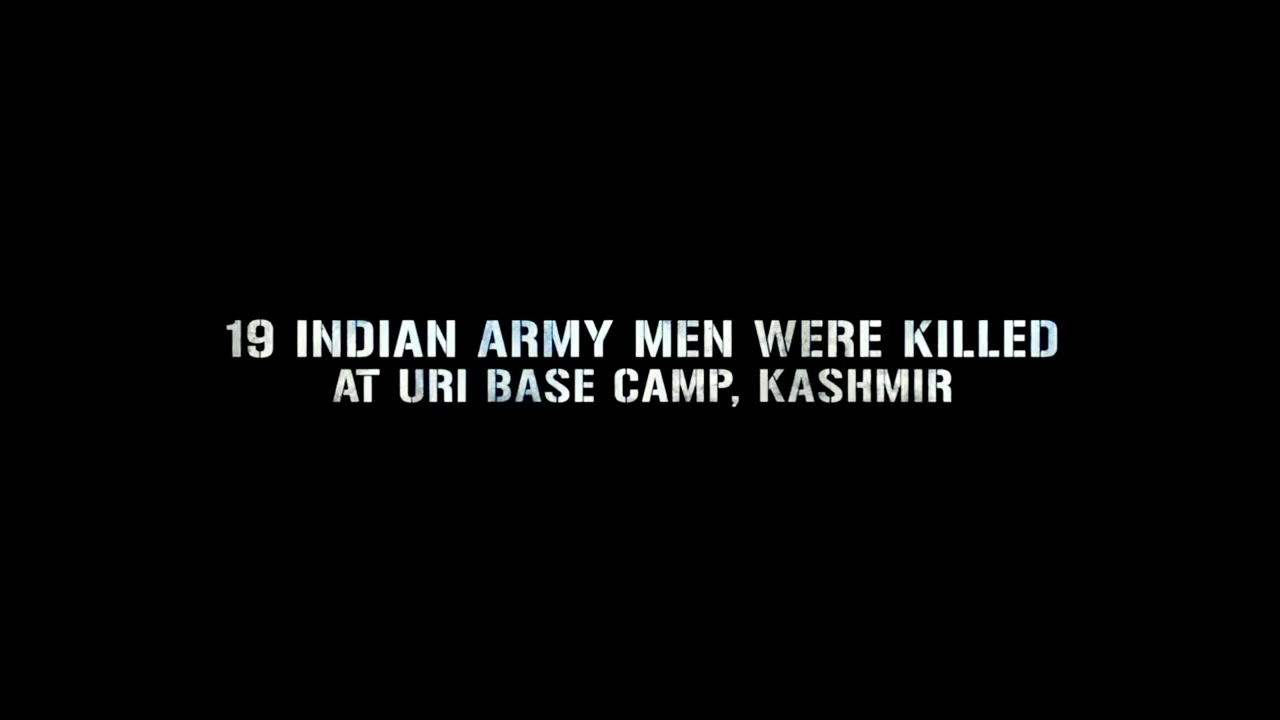 19 INDIAN ARMY MEN WERE KILLED
AT URI BASE CAMP, KASHMIR